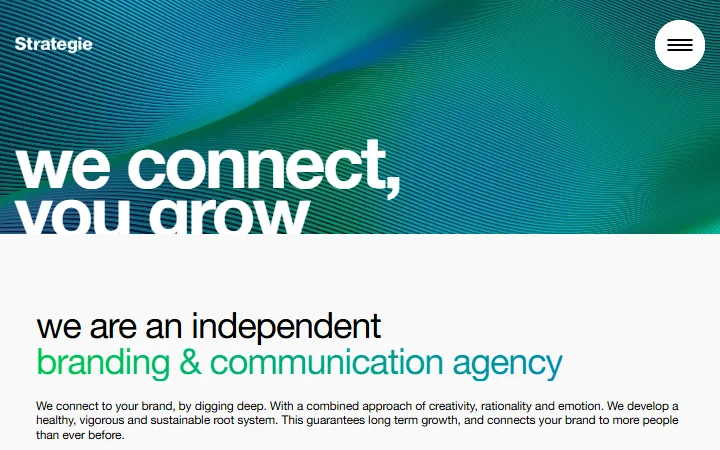 Strategie
we connect,
you grow
we are an independent
branding & communication agency
We connect to your brand, by digging deep. With a combined approach of creativity, rationality and emotion. We develop a
healthy, vigorous and sustainable root system. This guarantees long term growth, and connects your brand to more people
than ever before.